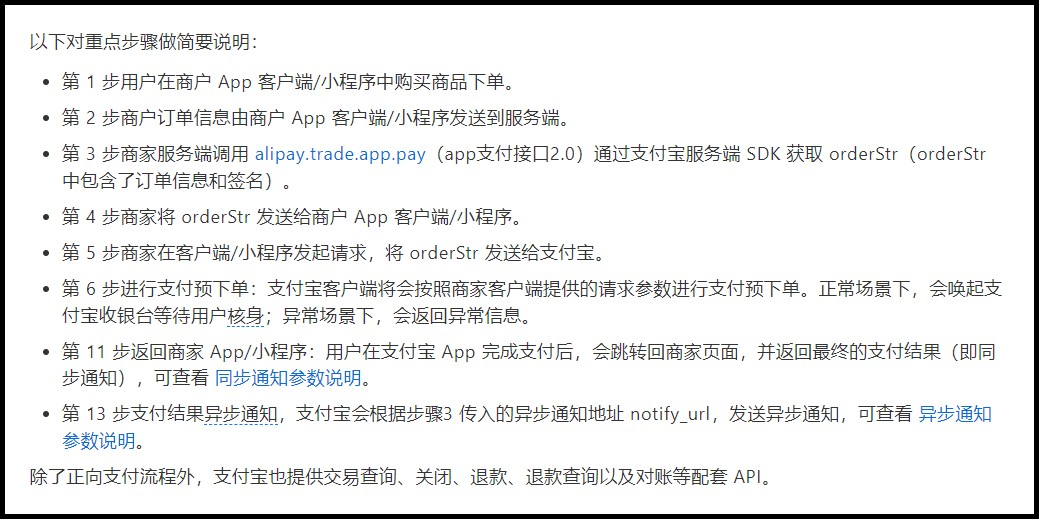 以下对重点步骤做简要说明：
• 第 1 步用户在商户 App 客户端/小程序中购买商品下单。
• 第 2 步商户订单信息由商户 App 客户端/小程序发送到服务端。
• 第 3 步商家服务端调用 alipay.trade.app.pay（app支付接口2.0）通过支付宝服务端 SDK 获取 orderStr（orderStr
中包含了订单信息和签名）。
• 第 4 步商家将 orderStr 发送给商户 App 客户端/小程序。
• 第 5 步商家在客户端/小程序发起请求，将 orderStr 发送给支付宝。
• 第 6 步进行支付预下单：支付宝客户端将会按照商家客户端提供的请求参数进行支付预下单。正常场景下，会唤起支
付宝收银台等待用户核身；异常场景下，会返回异常信息。
• 第 11 步返回商家 App/小程序：用户在支付宝 App 完成支付后，会跳转回商家页面，并返回最终的支付结果（即同
步通知），可查看 同步通知参数说明。
• 第 13 步支付结果异步通知，支付宝会根据步骤3 传入的异步通知地址 notify_url，发送异步通知，可查看 异步通知
参数说明。
除了正向支付流程外，支付宝也提供交易查询、关闭、退款、退款查询以及对账等配套 API。